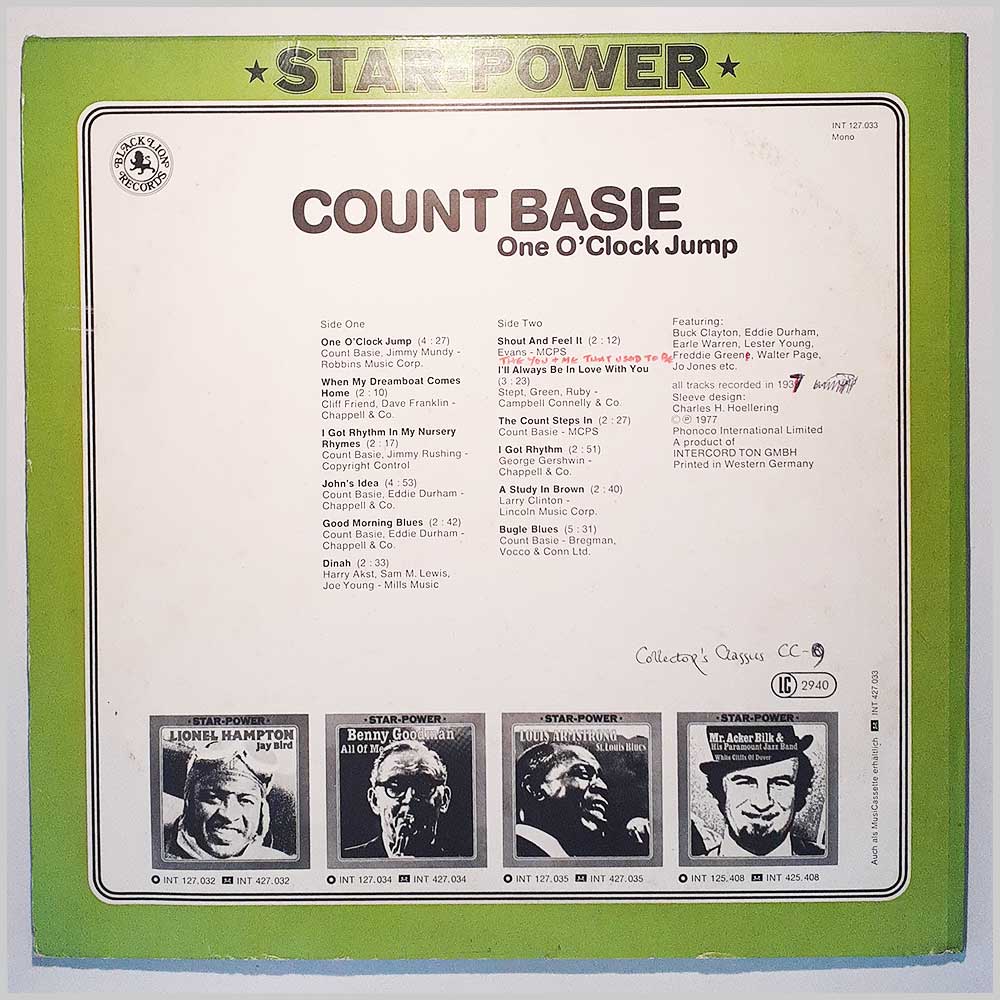 ★ STAR-POWER ★
INT 127.033
Mono
BLACK LION RECORDS
COUNT BASIE
One O'Clock Jump
Side One
One O'Clock Jump (4 : 27)
Count Basie, Jimmy Mundy -
Robbins Music Corp.
When My Dreamboat Comes
Home (2 : 10)
Cliff Friend, Dave Franklin -
Chappell & Co.
I Got Rhythm In My Nursery
Rhymes (2 : 17)
Count Basie, Jimmy Rushing -
Copyright Control
John's Idea (4 : 53)
Count Basie, Eddie Durham -
Chappell & Co.
Good Morning Blues (2 : 42)
Count Basie, Eddie Durham -
Chappell & Co.
Dinah (2 : 33)
Harry Akst, Sam M. Lewis,
Joe Young - Mills Music
Side Two
Shout And Feel It (2 : 12)
Evans - MCPS
THE YOU + ME THAT USED TO BE
I'll Always Be In Love With You
(3 : 23)
Stept, Green, Ruby -
Campbell Connelly & Co.
The Count Steps In (2 : 27)
Count Basie - MCPS
I Got Rhythm (2 : 51)
George Gershwin -
Chappell & Co.
A Study In Brown (2 : 40)
Larry Clinton -
Lincoln Music Corp.
Bugle Blues (5 : 31)
Count Basie - Bregman,
Vocco & Conn Ltd.
Featuring:
Buck Clayton, Eddie Durham,
Earle Warren, Lester Young,
Freddie Greene, Walter Page,
Jo Jones etc.
all tracks recorded in 1937
Sleeve design:
Charles H. Hoellering
© ℗ 1977
Phonoco International Limited
A product of
INTERCORD TON GMBH
Printed in Western Germany
Collector's Classics CC-9
LC 2940
Auch als MusiCassette erhältlich INT 427.033
· STAR-POWER ·
LIONEL HAMPTON
Jay Bird
INT 127.032 INT 427.032
· STAR-POWER ·
Benny Goodman
All Of Me
INT 127.034 INT 427.034
· STAR-POWER ·
LOUIS ARMSTRONG
St. Louis Blues
INT 127.035 INT 427.035
· STAR-POWER ·
Mr. Acker Bilk &
His Paramount Jazz Band
White Cliffs Of Dover
INT 125.408 INT 425.408